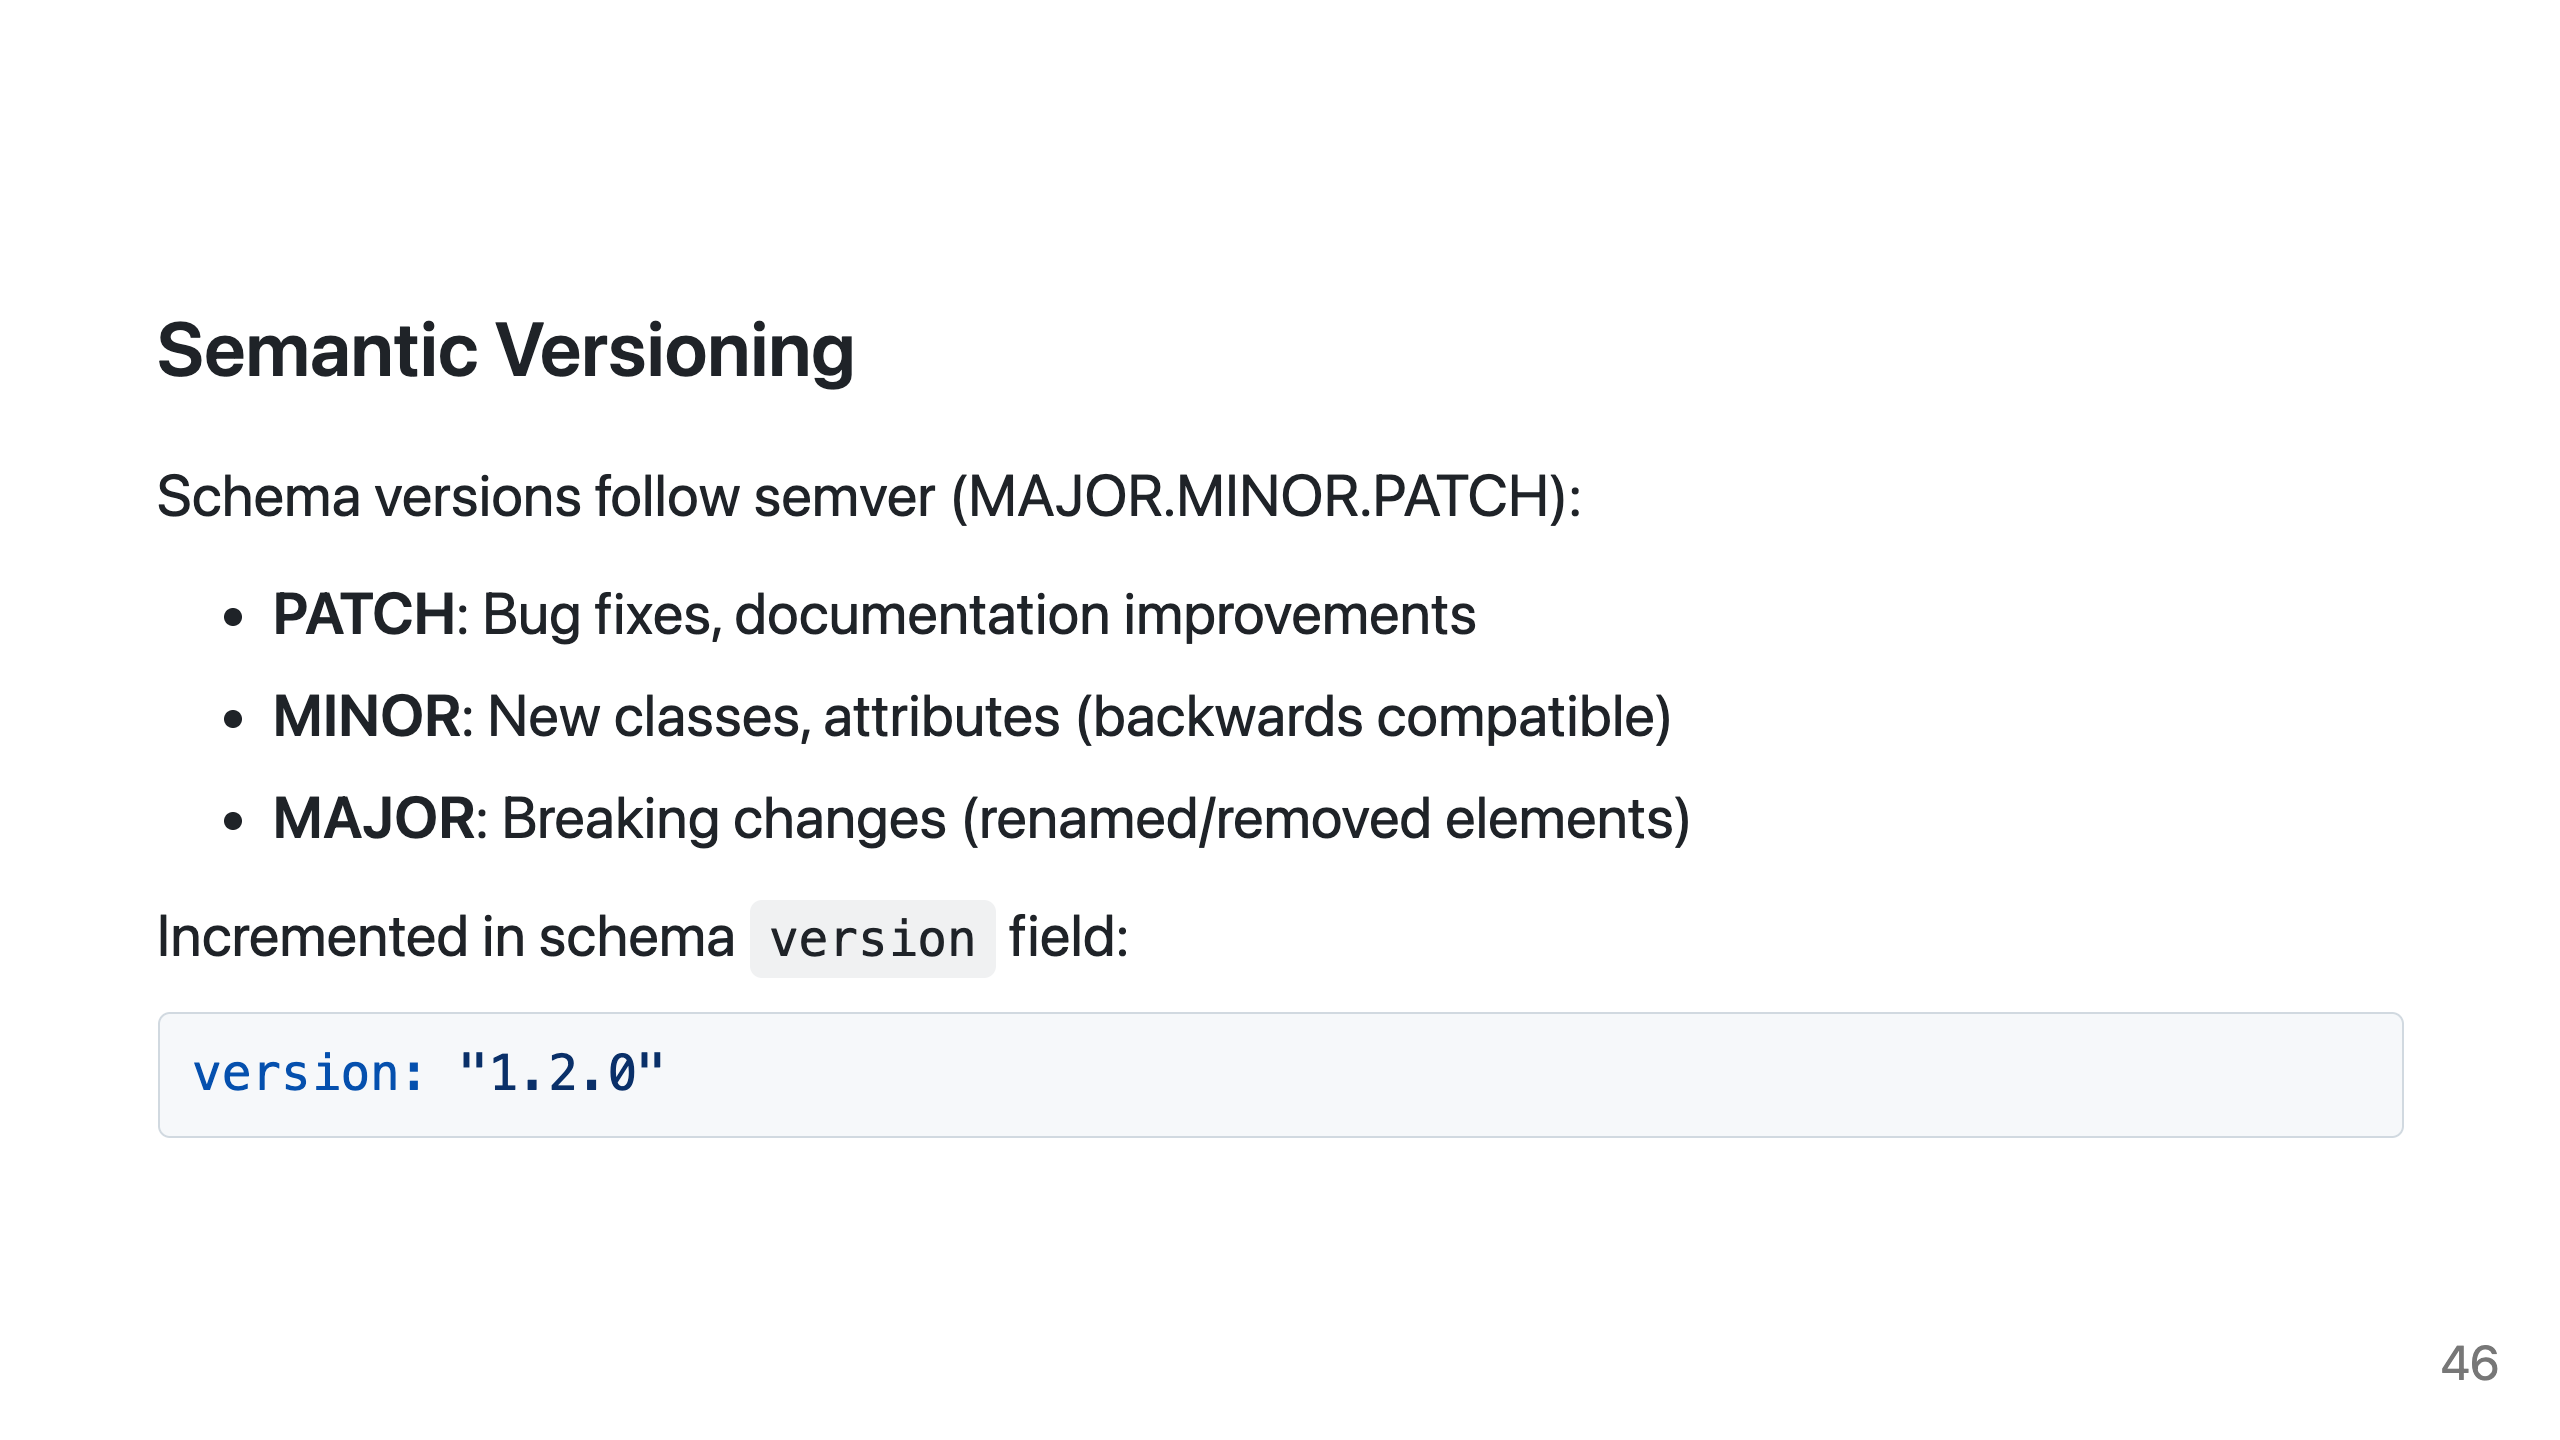 Semantic Versioning
Schema versions follow semver (MAJOR.MINOR.PATCH):
• PATCH: Bug fixes, documentation improvements
• MINOR: New classes, attributes (backwards compatible)
• MAJOR: Breaking changes (renamed/removed elements)
Incremented in schema version field:
version: "1.2.0"
46